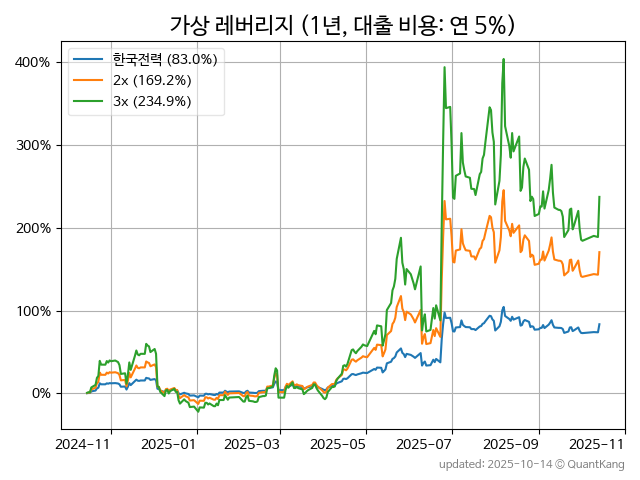 가상 레버리지 (1년, 대출 비용: 연 5%)
한국전력 (83.0%)
2x (169.2%)
3x (234.9%)
400%
300%
200%
100%
0%
2024-11 2025-01 2025-03 2025-05 2025-07 2025-09 2025-11
updated: 2025-10-14 © QuantKang